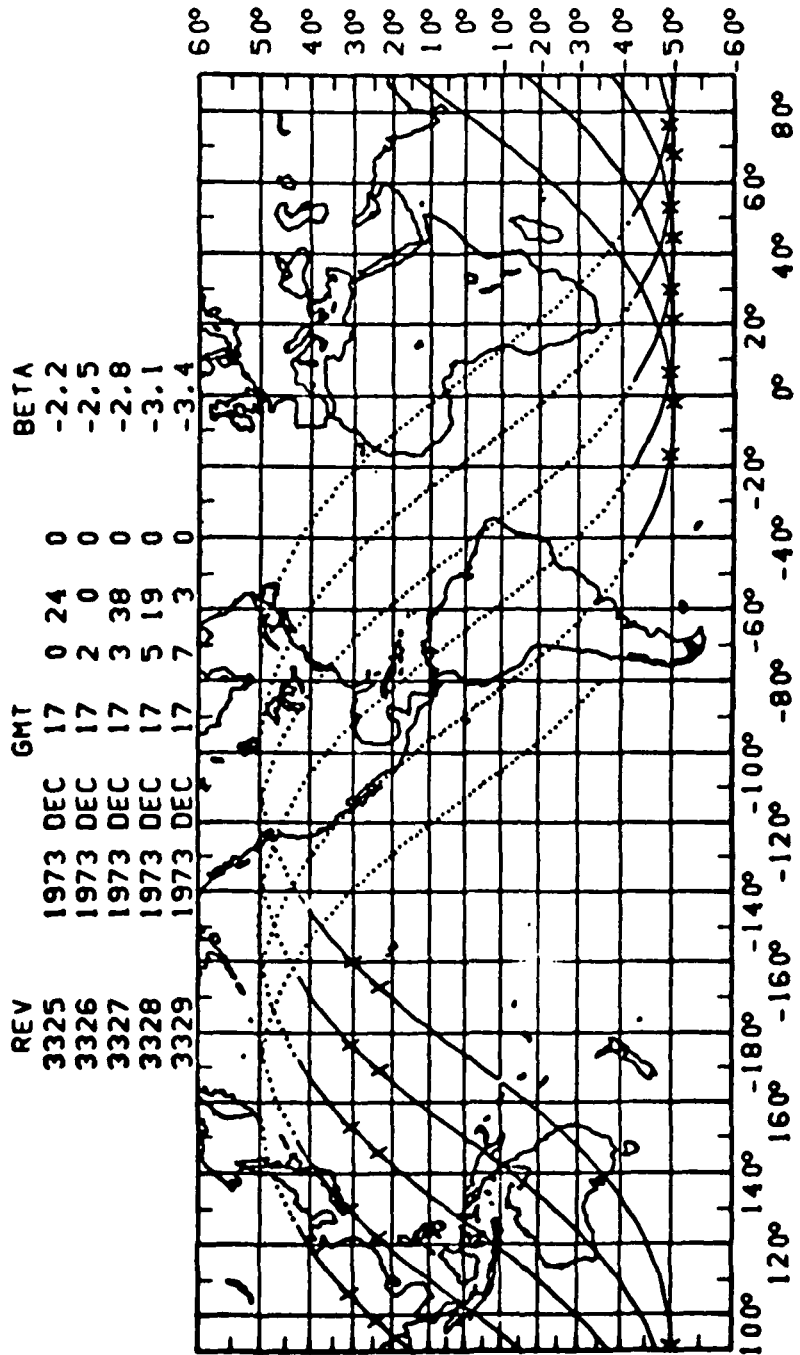 REV GMT BETA
3325 1973 DEC 17 0 24 0 -2.2
3326 1973 DEC 17 2 0 0 -2.5
3327 1973 DEC 17 3 38 0 -2.8
3328 1973 DEC 17 5 19 0 -3.1
3329 1973 DEC 17 7 3 0 -3.4
60°
50°
40°
30°
20°
10°
0°
-10°
-20°
-30°
-40°
-50°
-60°
100° 120° 140° 160° -180° -160° -140° -120° -100° -80° -60° -40° -20° 0° 20° 40° 60° 80°